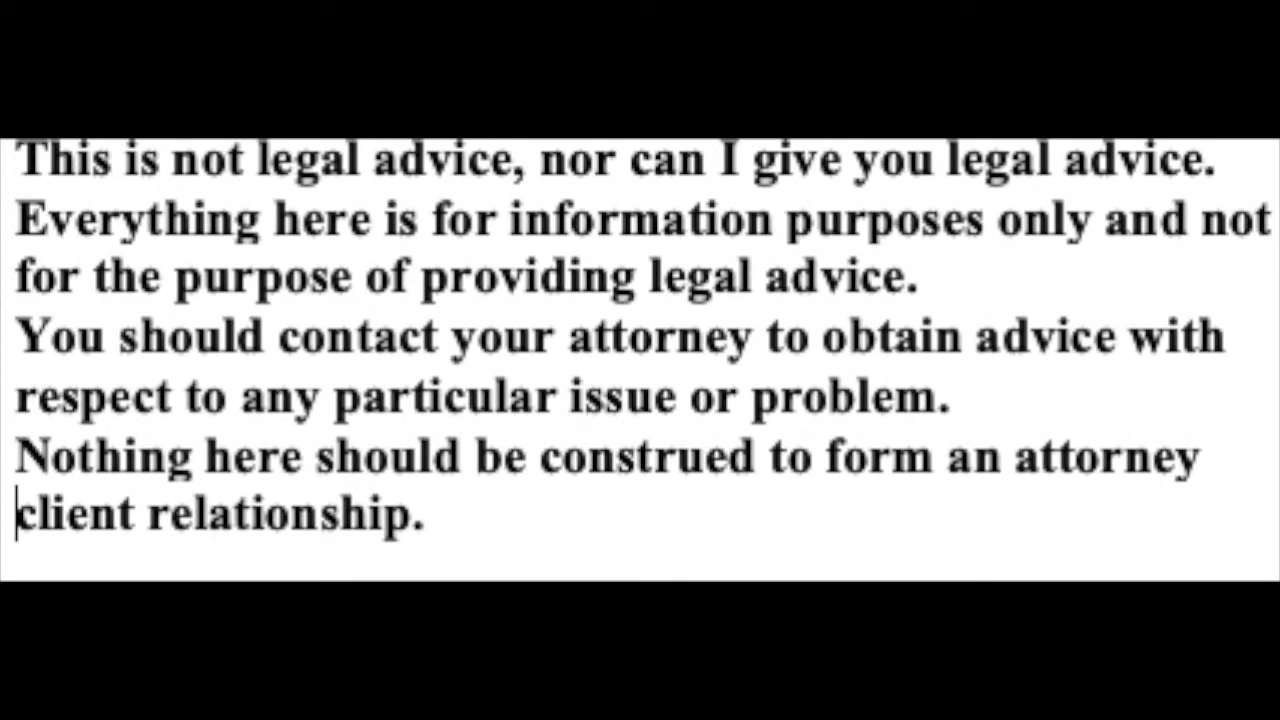 This is not legal advice, nor can I give you legal advice.
Everything here is for information purposes only and not
for the purpose of providing legal advice.
You should contact your attorney to obtain advice with
respect to any particular issue or problem.
Nothing here should be construed to form an attorney
client relationship.